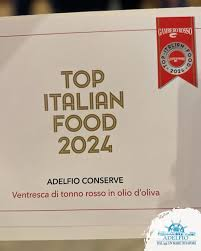 GAMBERO ROSSO
TOP ITALIAN FOOD
2024
TOP
ITALIAN
FOOD
2024
ADELFIO CONSERVE
Ventresca di tonno rosso in olio d'oliva
ADELFIO